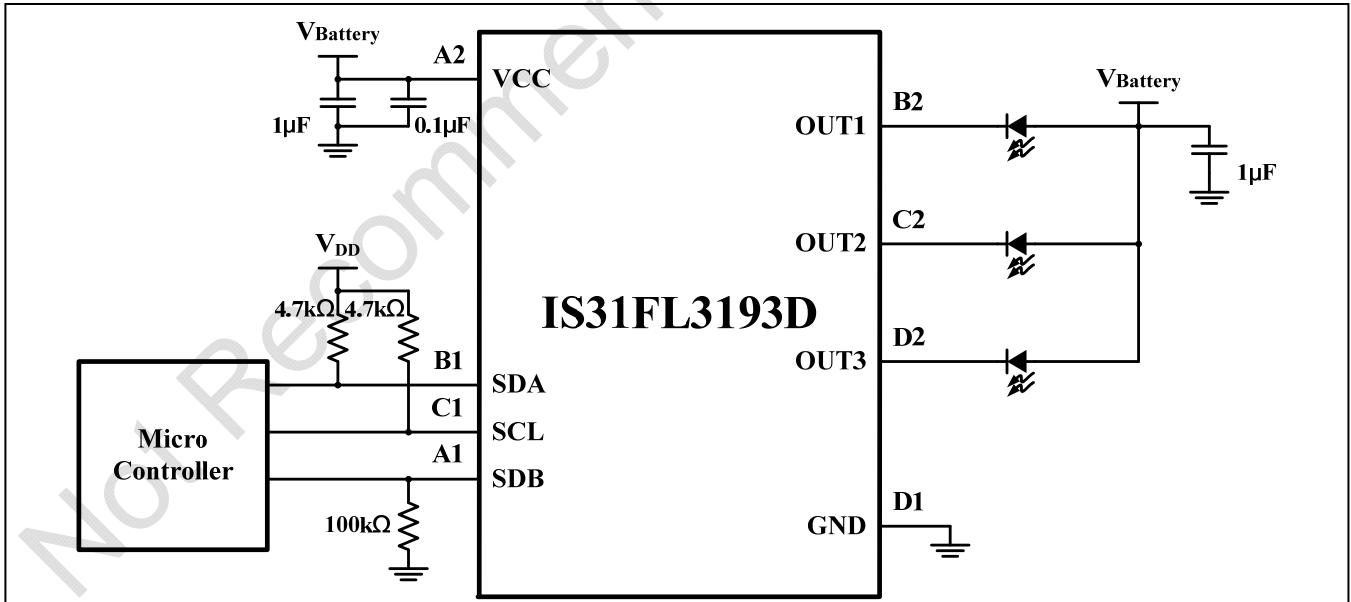 VBattery
A2
VCC
1µF
0.1µF
VDD
4.7kΩ
4.7kΩ
B1
SDA
C1
SCL
A1
SDB
Micro
Controller
100kΩ
IS31FL3193D
B2
OUT1
C2
OUT2
D2
OUT3
D1
GND
VBattery
1µF
Not Recommen